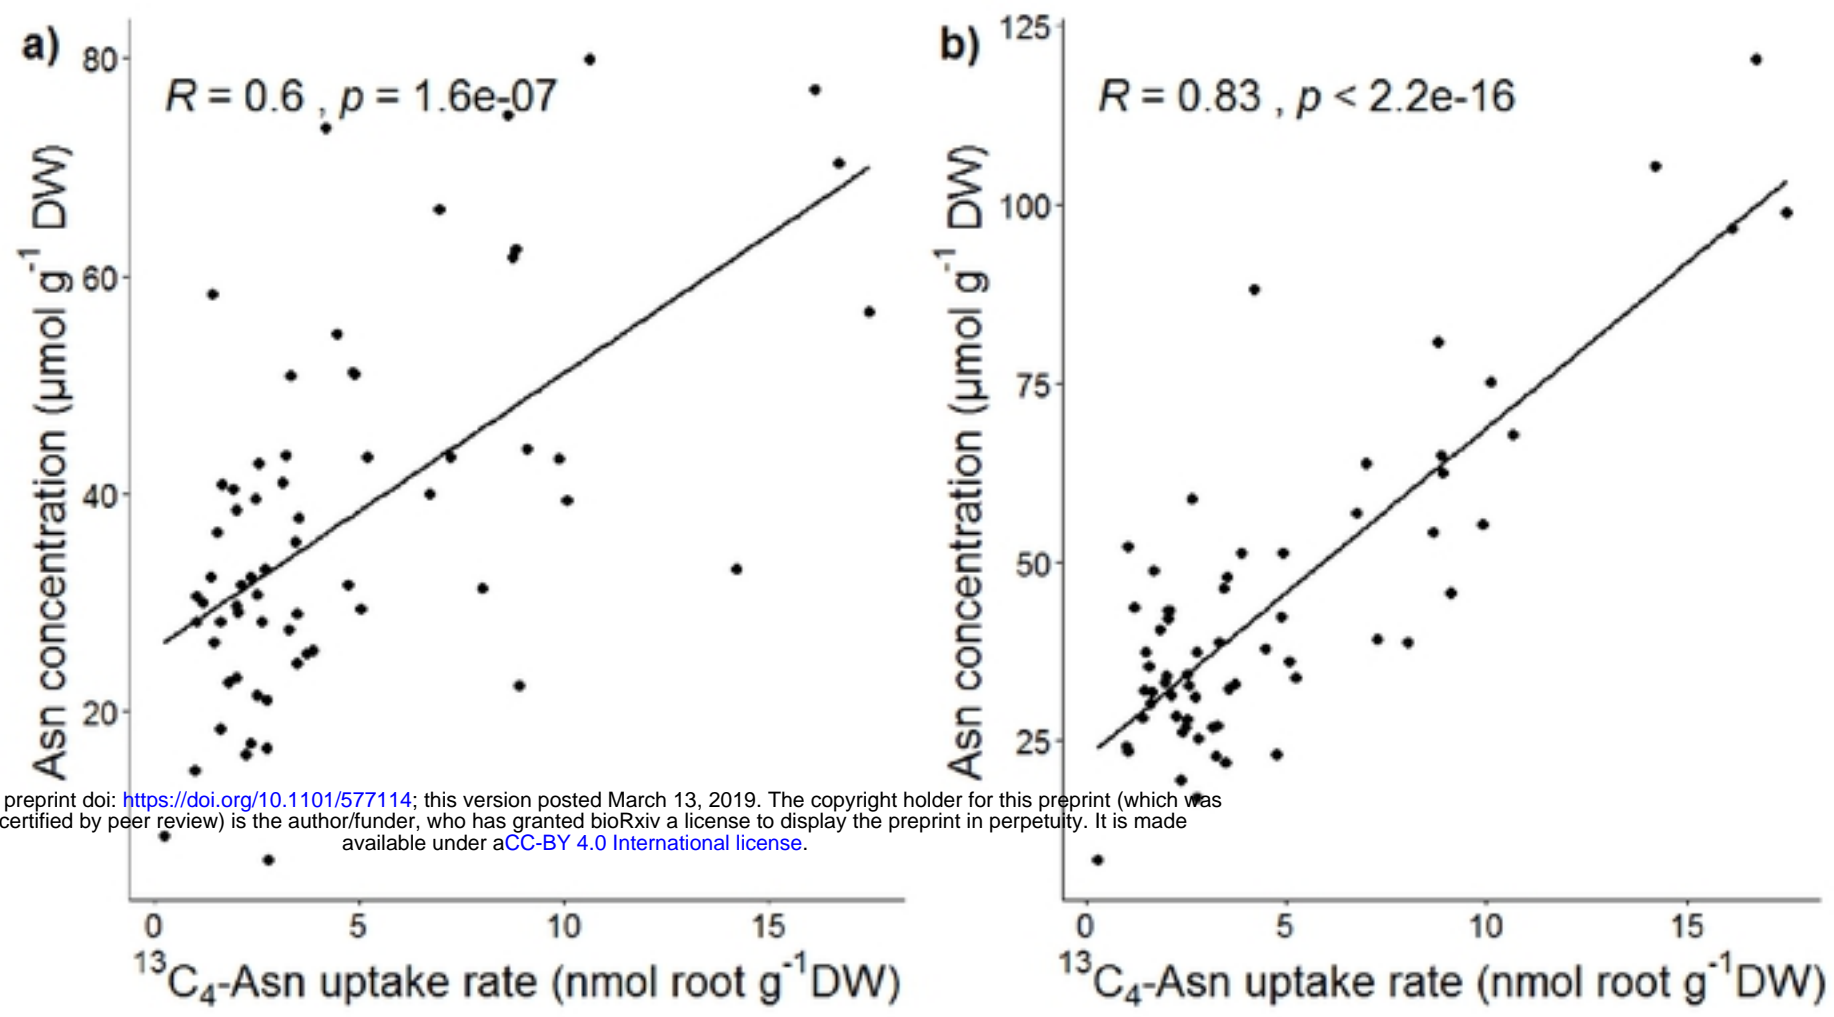 a)
R = 0.6 , p = 1.6e-07
80
60
40
20
Asn concentration (µmol g-1 DW)
0 5 10 15
13C4-Asn uptake rate (nmol root g-1DW)
b)
R = 0.83 , p < 2.2e-16
125
100
75
50
25
Asn concentration (µmol g-1 DW)
0 5 10 15
13C4-Asn uptake rate (nmol root g-1DW)
preprint doi: https://doi.org/10.1101/577114; this version posted March 13, 2019. The copyright holder for this preprint (which was
certified by peer review) is the author/funder, who has granted bioRxiv a license to display the preprint in perpetuity. It is made
available under aCC-BY 4.0 International license.